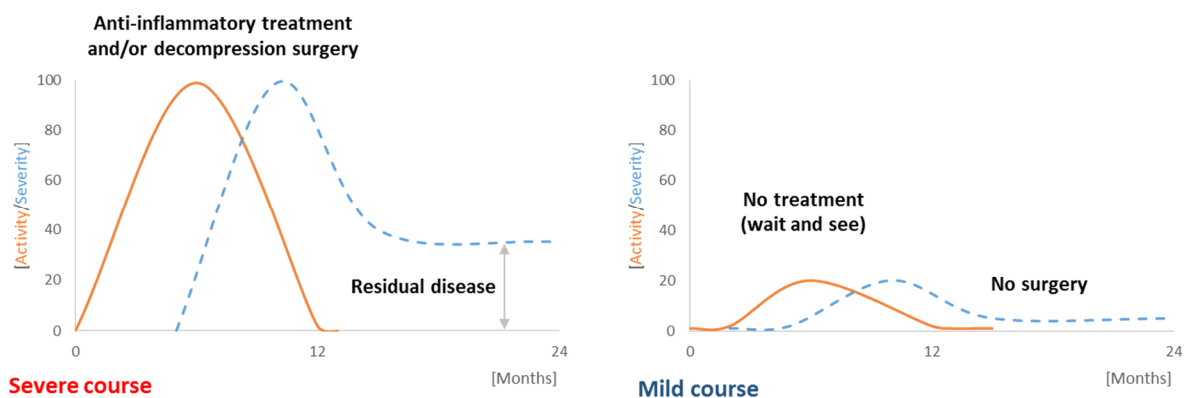 Anti-inflammatory treatment
and/or decompression surgery
100
80
60
40
20
0
[Activity/Severity]
Residual disease
0
12
24
[Months]
Severe course
100
80
60
40
20
0
[Activity/Severity]
No treatment
(wait and see)
No surgery
0
12
24
[Months]
Mild course